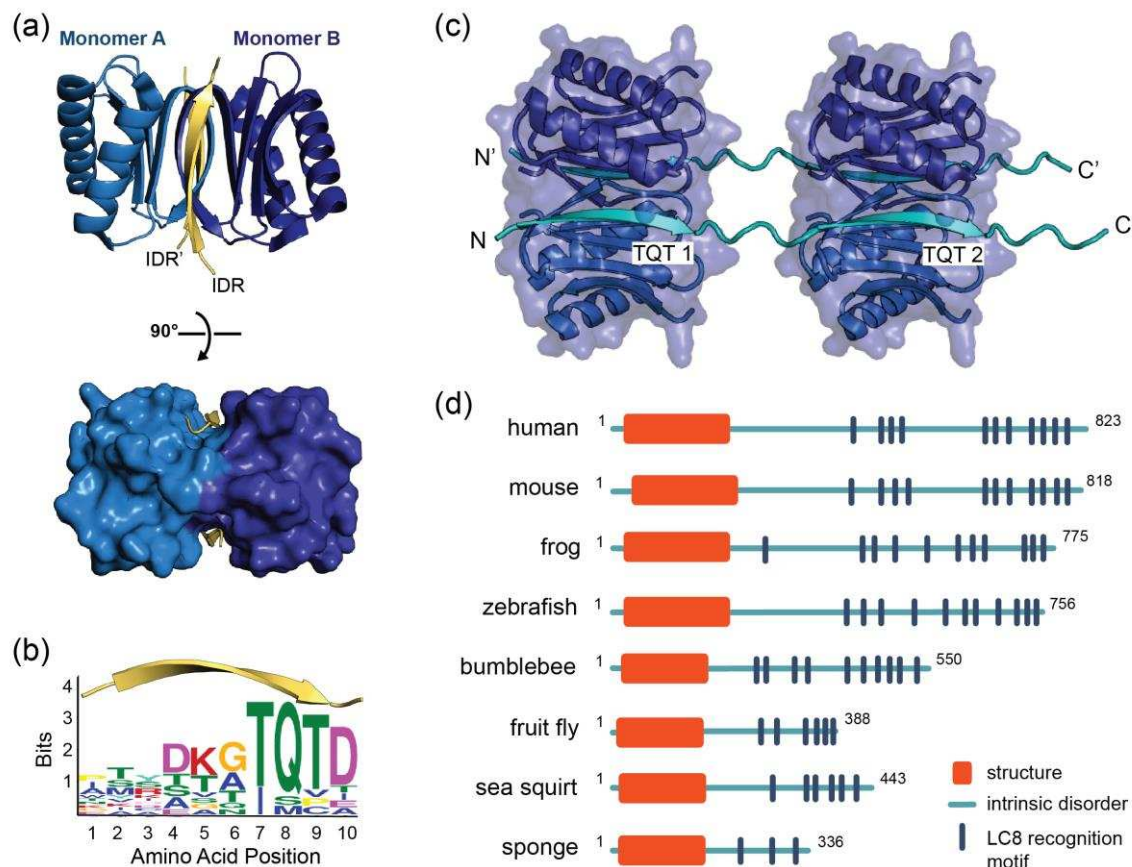 (a)
Monomer A
Monomer B
IDR'
IDR
90°
(b)
4
3
2
1
Bits
D K G T Q T D
1 2 3 4 5 6 7 8 9 10
Amino Acid Position
(c)
N'
C'
N
C
TQT 1
TQT 2
(d)
human 1 823
mouse 1 818
frog 1 775
zebrafish 1 756
bumblebee 1 550
fruit fly 1 388
sea squirt 1 443
sponge 1 336
structure
intrinsic disorder
LC8 recognition
motif